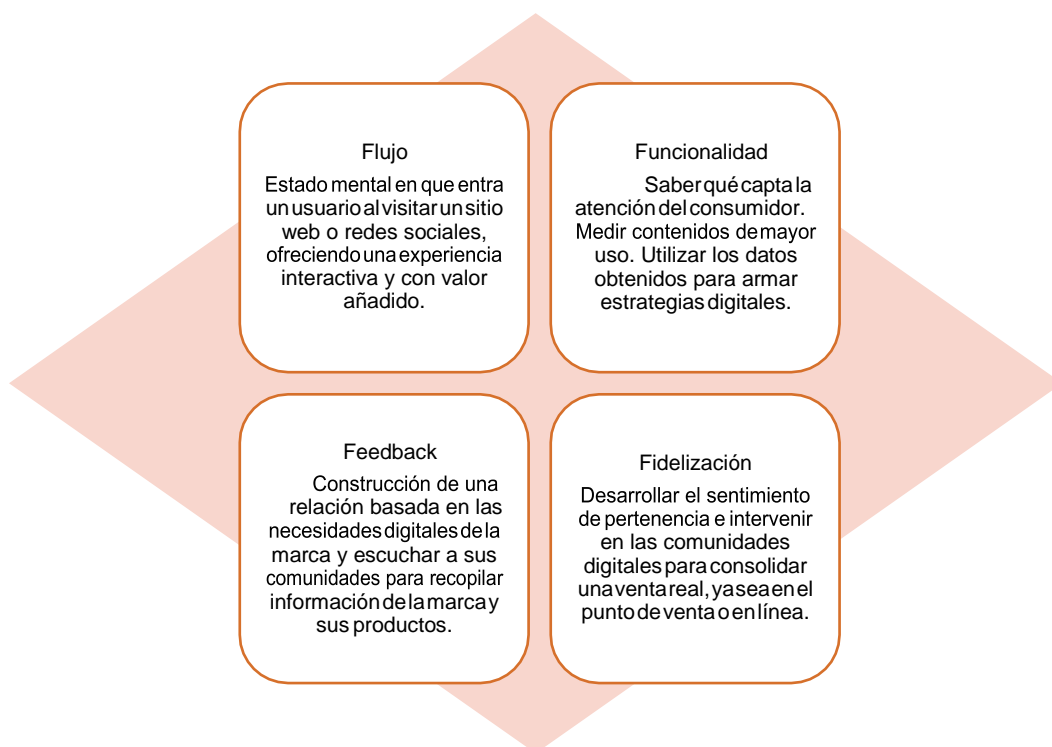 Flujo
Estado mental en que entra
un usuario al visitar un sitio
web o redes sociales,
ofreciendo una experiencia
interactiva y con valor
añadido.
Funcionalidad
Saber qué capta la
atención del consumidor.
Medir contenidos de mayor
uso. Utilizar los datos
obtenidos para armar
estrategias digitales.
Feedback
Construcción de una
relación basada en las
necesidades digitales de la
marca y escuchar a sus
comunidades para recopilar
información de la marca y
sus productos.
Fidelización
Desarrollar el sentimiento
de pertenencia e intervenir
en las comunidades
digitales para consolidar
una venta real, ya sea en el
punto de venta o en línea.